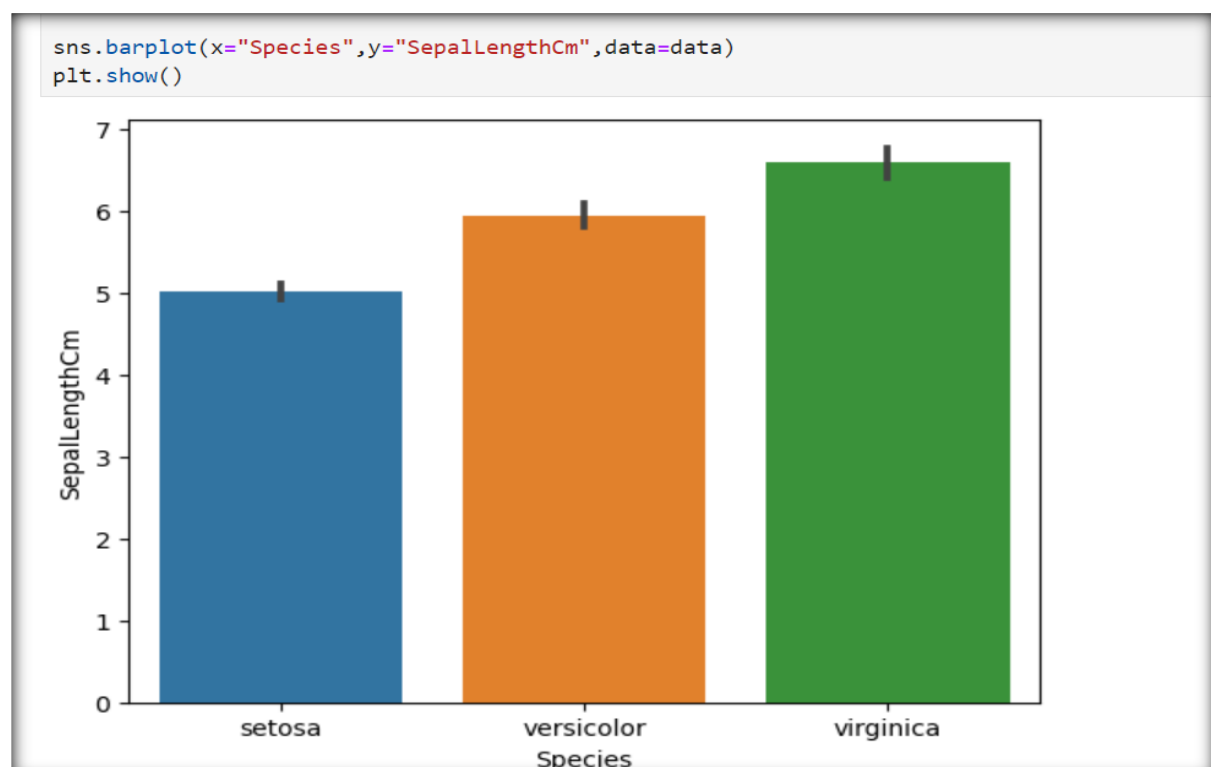 sns.barplot(x="Species",y="SepalLengthCm",data=data)
plt.show()
7
6
5
4
3
2
1
0
SepalLengthCm
setosa versicolor virginica
Species